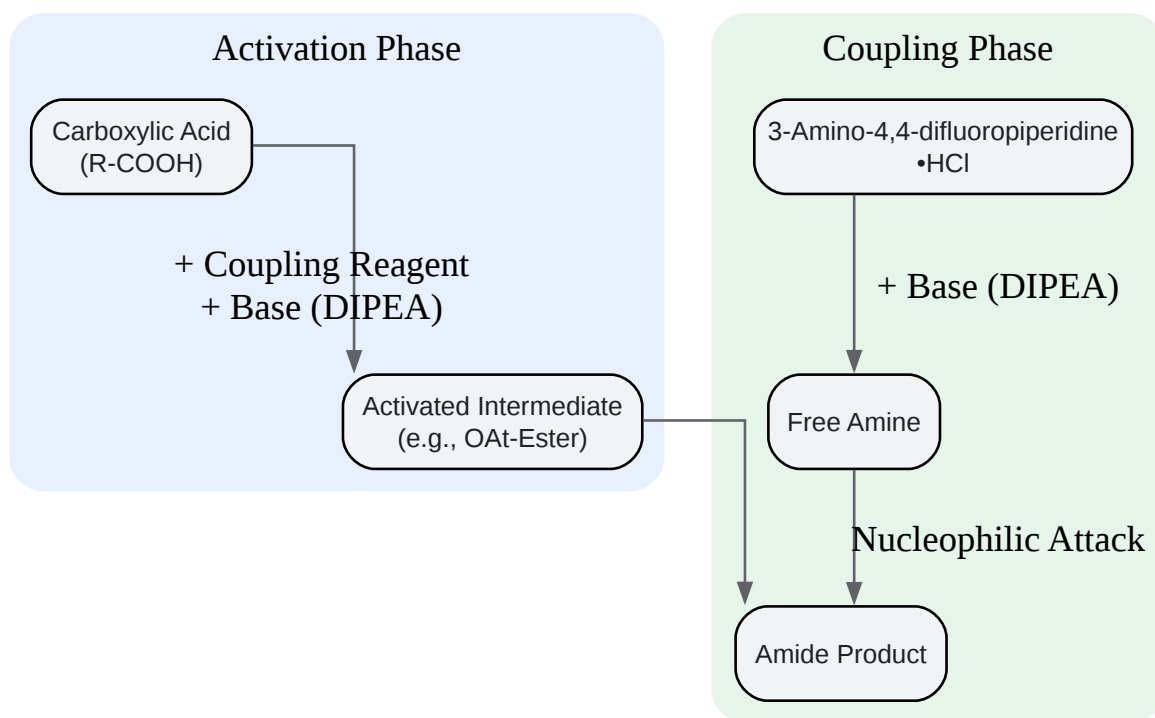 Activation Phase
Carboxylic Acid
(R-COOH)
+ Coupling Reagent
+ Base (DIPEA)
Activated Intermediate
(e.g., OAt-Ester)
Coupling Phase
3-Amino-4,4-difluoropiperidine
•HCl
+ Base (DIPEA)
Free Amine
Nucleophilic Attack
Amide Product